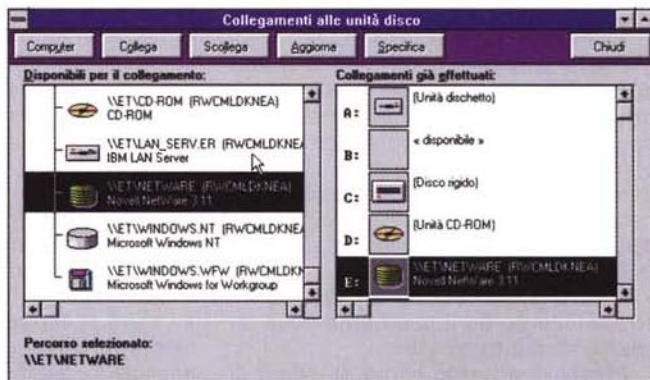 Collegamenti alle unità disco
Computer Collega Scollega Aggiorna Specifica Chiudi
Disponibili per il collegamento:
\\ET\CD-ROM (RWCMLDKNEA)
CD-ROM
\\ET\LAN_SERV.ER (RWCMLDKNEA
IBM LAN Server
\\ET\NETWARE (RWCMLDKNEA)
Novell NetWare 3.11
\\ET\WINDOWS.NT (RWCMLDKNEA
Microsoft Windows NT
\\ET\WINDOWS.WFW (RWCMLDKN
Microsoft Windows for Workgroup
Collegamenti già effettuati:
A: (Unità dischetto)
B: « disponibile »
C: (Disco rigido)
D: (Unità CD-ROM)
E: \\ET\NETWARE (RWCMLDKNEA)
Novell NetWare 3.11
Percorso selezionato:
\\ET\NETWARE